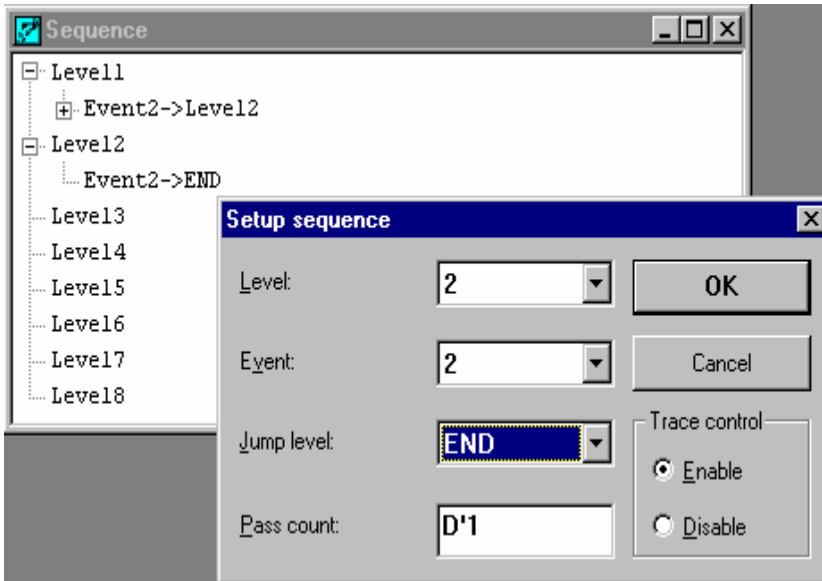 Sequence
Level1
Event2->Level2
Level2
Event2->END
Level3
Level4
Level5
Level6
Level7
Level8
Setup sequence
Level: 2
OK
Event: 2
Cancel
Jump level: END
Trace control
Enable
Pass count: D'1
Disable